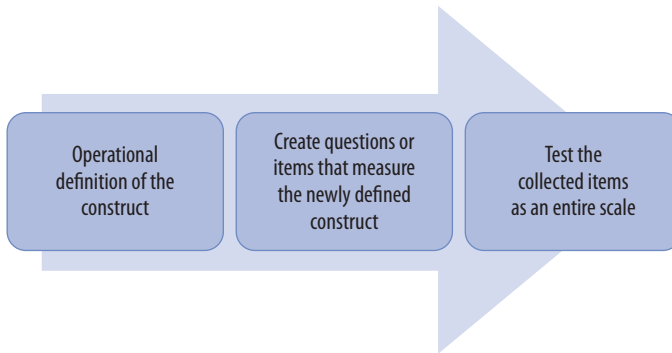 Operational
definition of the
construct
Create questions or
items that measure
the newly defined
construct
Test the
collected items
as an entire scale